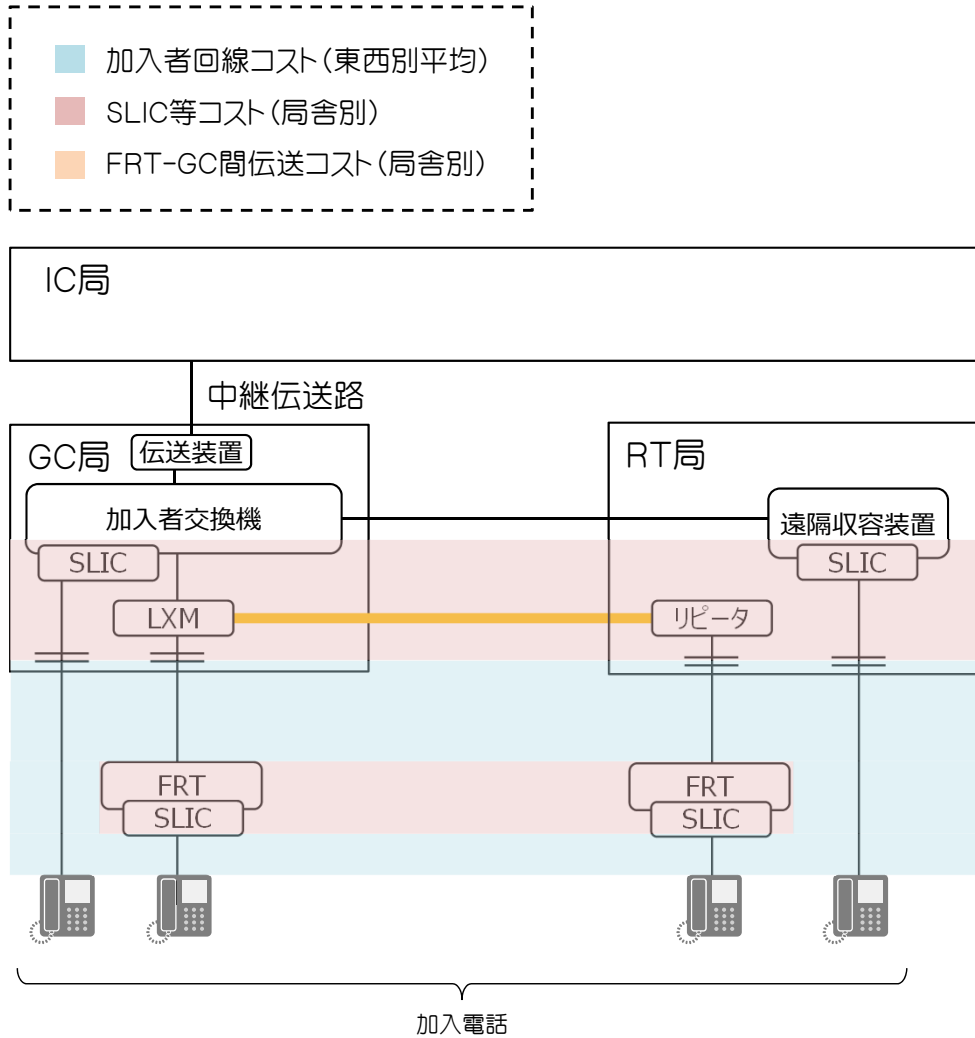 加入者回線コスト(東西別平均)
SLIC等コスト(局舎別)
FRT-GC間伝送コスト(局舎別)
IC局
中継伝送路
GC局
伝送装置
RT局
加入者交換機
遠隔収容装置
SLIC
SLIC
LXM
リピータ
FRT
SLIC
FRT
SLIC
加入電話